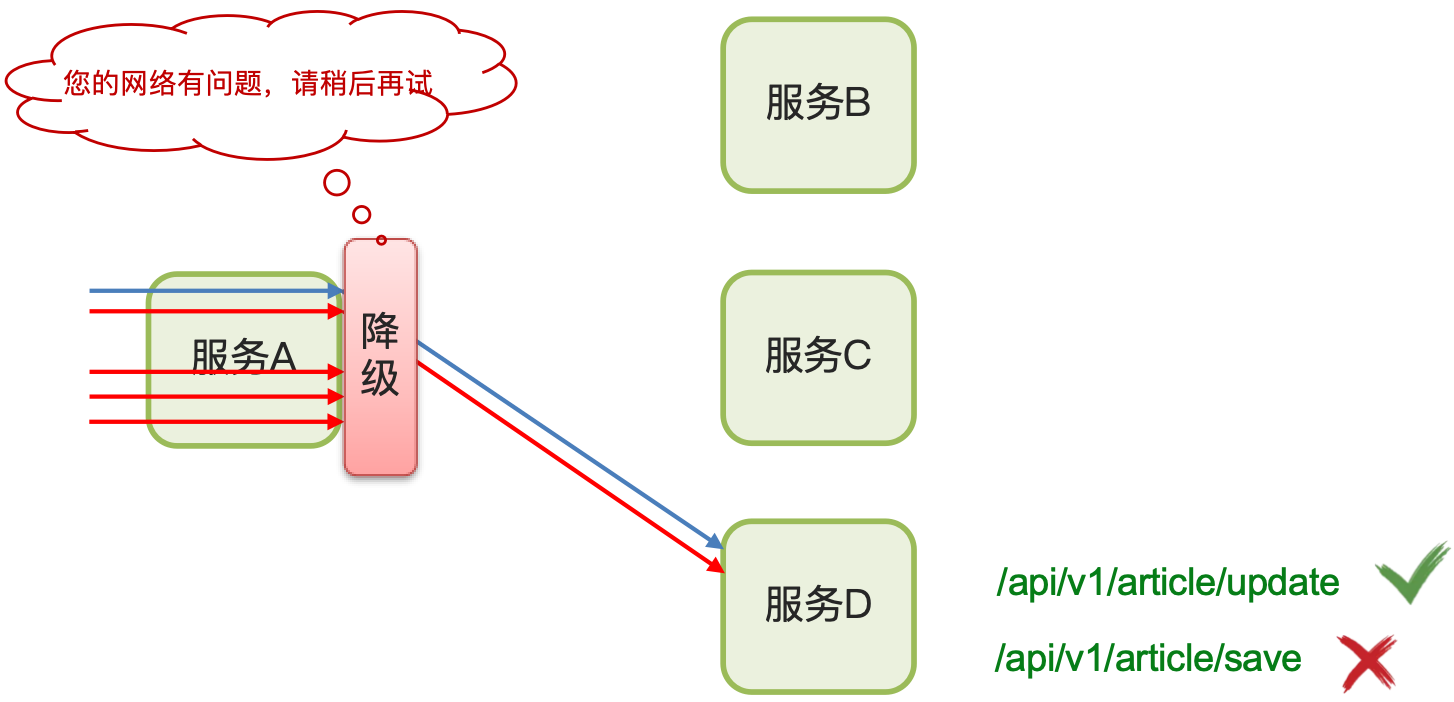 您的网络有问题，请稍后再试
服务B
服务A
降
级
服务C
服务D
/api/v1/article/update
/api/v1/article/save